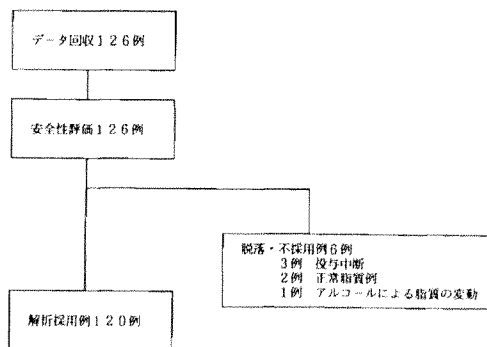 データ回収126例
安全性評価126例
脱落・不採用例6例
3例 投与中断
2例 正常脂質例
1例 アルコールによる脂質の変動
解析採用例120例